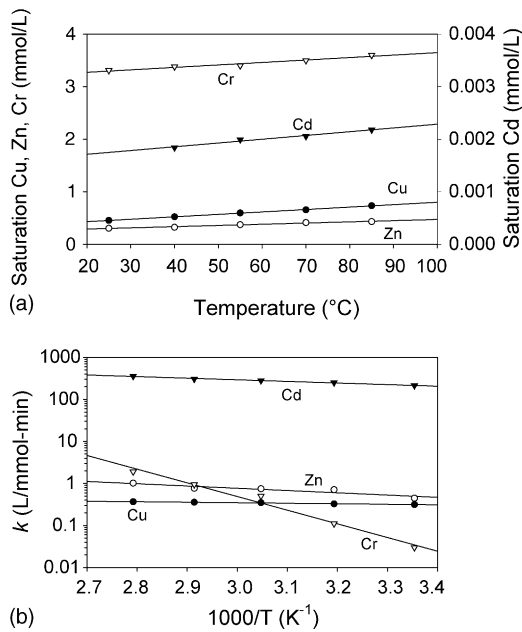 Saturation Cu, Zn, Cr (mmol/L)
Saturation Cd (mmol/L)
4
3
2
1
0
0.004
0.003
0.002
0.001
0.000
Cr
Cd
Cu
Zn
20 30 40 50 60 70 80 90 100
(a)
Temperature (°C)
k (L/mmol-min)
1000
100
10
1
0.1
0.01
Cd
Zn
Cu
Cr
2.7 2.8 2.9 3.0 3.1 3.2 3.3 3.4
(b)
1000/T (K⁻¹)